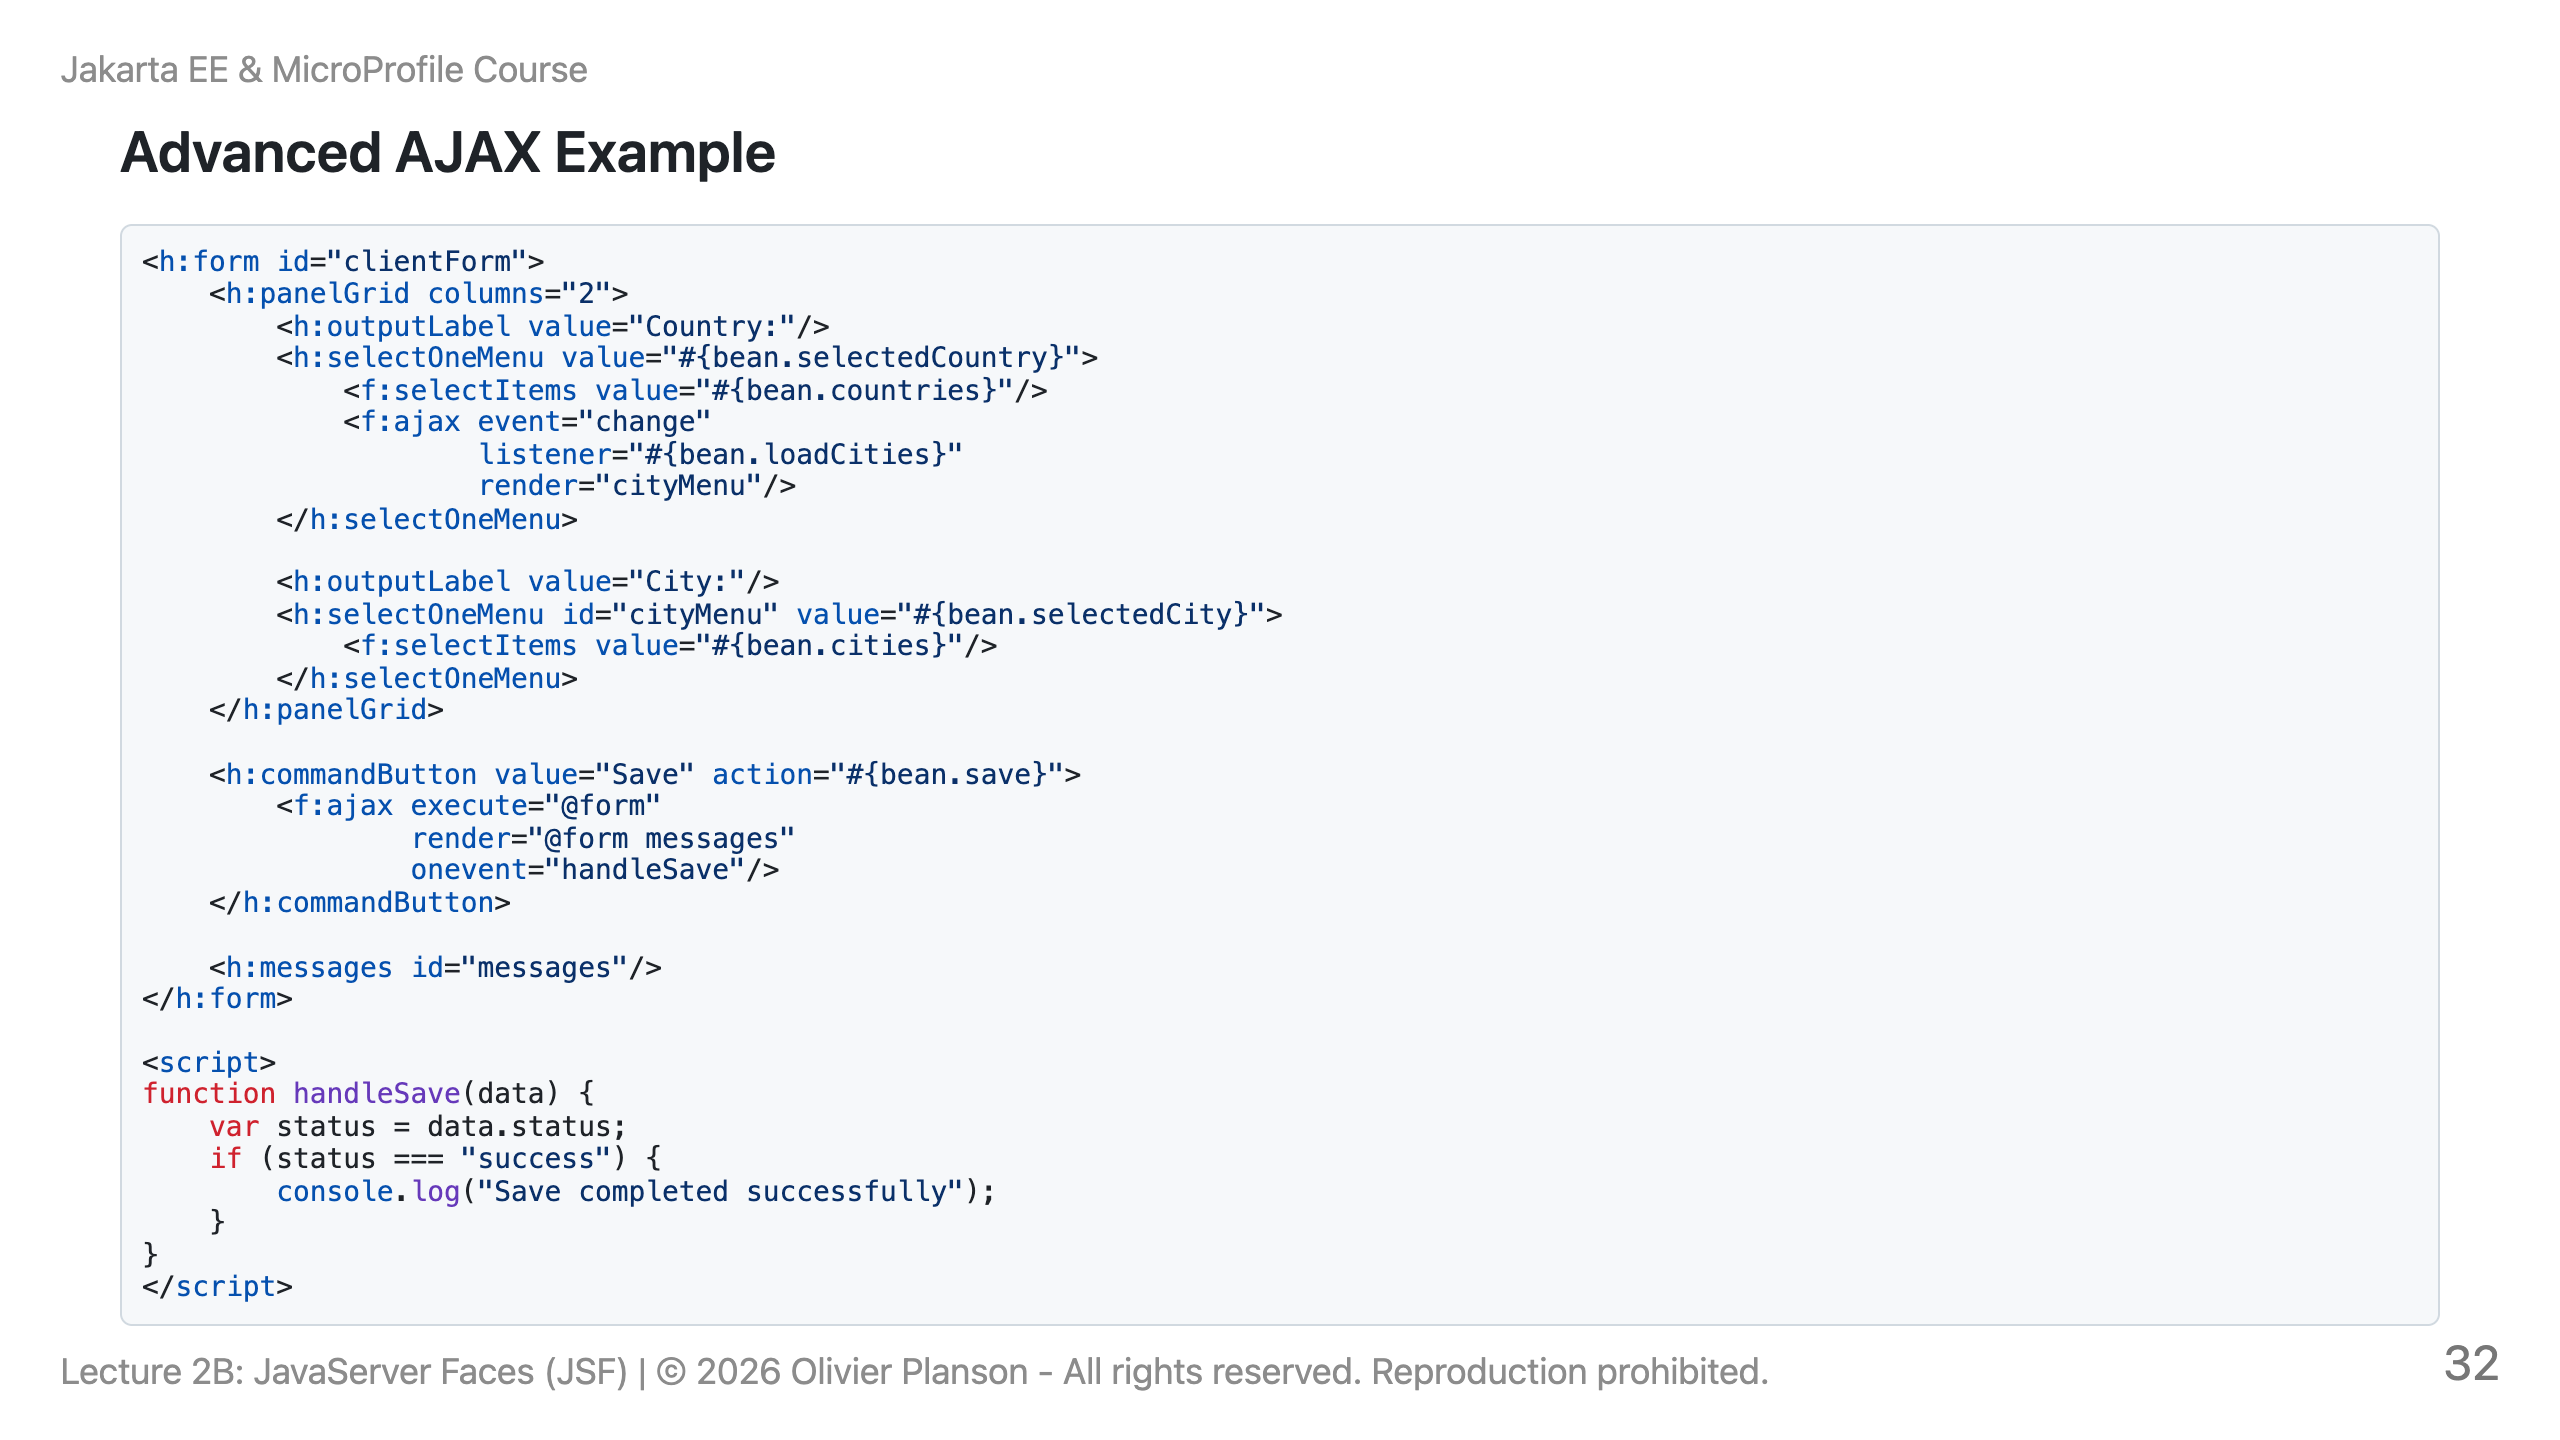 Jakarta EE & MicroProfile Course
Advanced AJAX Example
<h:form id="clientForm">
    <h:panelGrid columns="2">
        <h:outputLabel value="Country:"/>
        <h:selectOneMenu value="#{bean.selectedCountry}">
            <f:selectItems value="#{bean.countries}"/>
            <f:ajax event="change"
                    listener="#{bean.loadCities}"
                    render="cityMenu"/>
        </h:selectOneMenu>

        <h:outputLabel value="City:"/>
        <h:selectOneMenu id="cityMenu" value="#{bean.selectedCity}">
            <f:selectItems value="#{bean.cities}"/>
        </h:selectOneMenu>
    </h:panelGrid>

    <h:commandButton value="Save" action="#{bean.save}">
        <f:ajax execute="@form"
                render="@form messages"
                onevent="handleSave"/>
    </h:commandButton>

    <h:messages id="messages"/>
</h:form>

<script>
function handleSave(data) {
    var status = data.status;
    if (status === "success") {
        console.log("Save completed successfully");
    }
}
</script>
Lecture 2B: JavaServer Faces (JSF) | © 2026 Olivier Planson - All rights reserved. Reproduction prohibited.
32